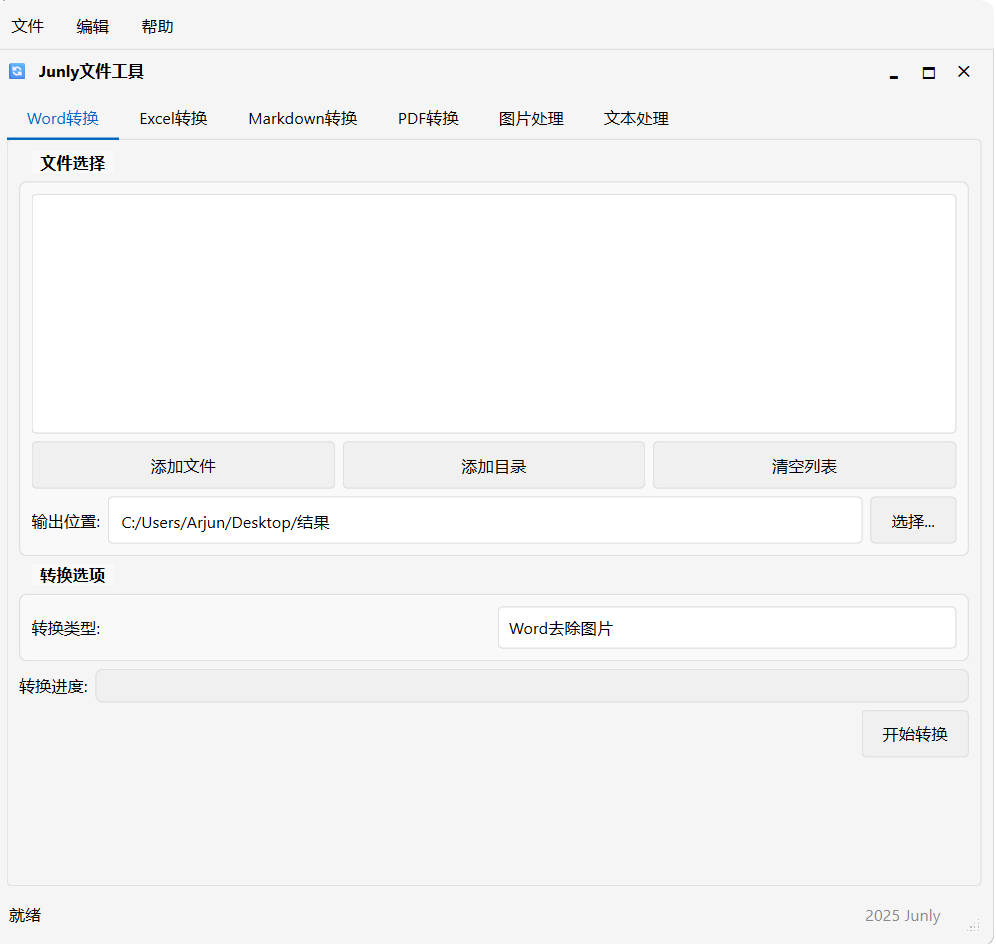 文件 编辑 帮助
Junly文件工具
Word转换 Excel转换 Markdown转换 PDF转换 图片处理 文本处理
文件选择
添加文件 添加目录 清空列表
输出位置: C:/Users/Arjun/Desktop/结果 选择...
转换选项
转换类型: Word去除图片
转换进度:
开始转换
就绪 2025 Junly